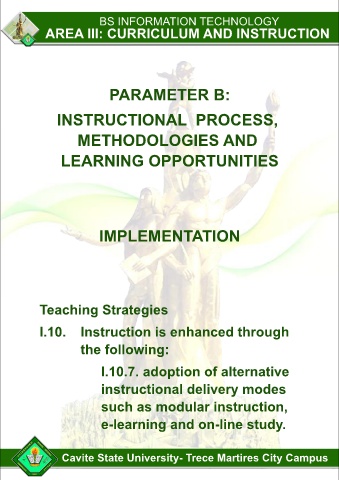 BS INFORMATION TECHNOLOGY
AREA III: CURRICULUM AND INSTRUCTION
PARAMETER B:
INSTRUCTIONAL PROCESS,
METHODOLOGIES AND
LEARNING OPPORTUNITIES
IMPLEMENTATION
Teaching Strategies
I.10. Instruction is enhanced through
the following:
I.10.7. adoption of alternative
instructional delivery modes
such as modular instruction,
e-learning and on-line study.
Cavite State University- Trece Martires City Campus